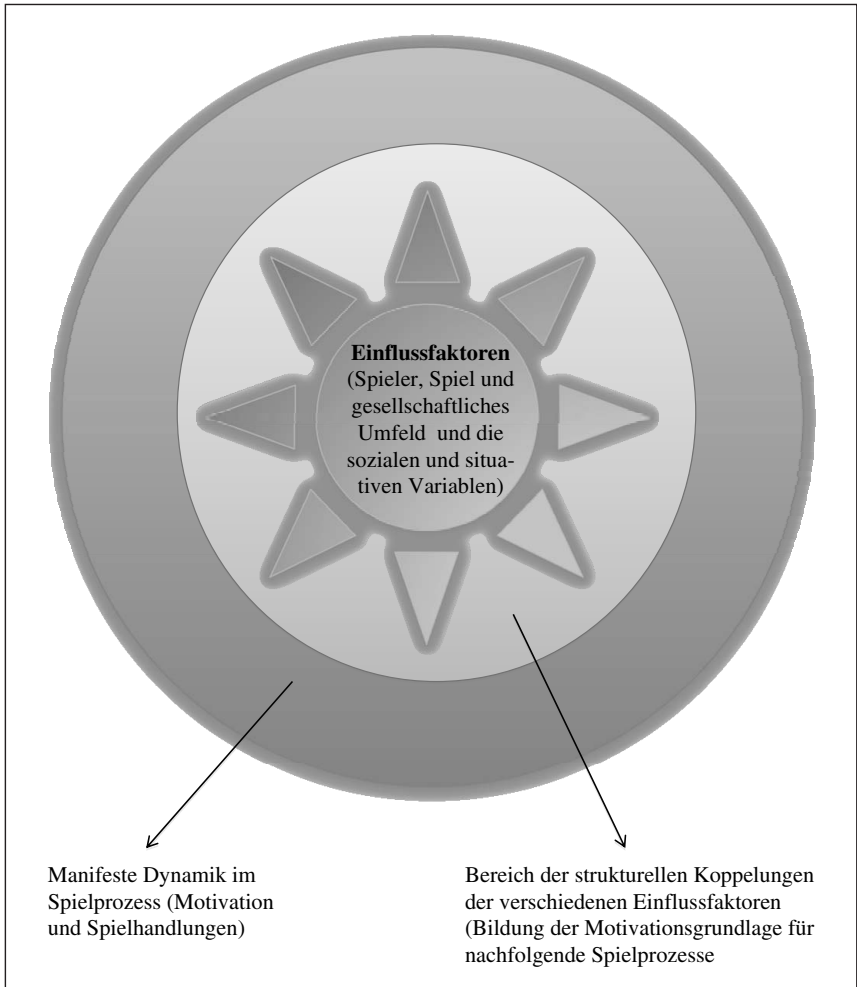 Einflussfaktoren
(Spieler, Spiel und
gesellschaftliches
Umfeld und die
sozialen und situa-
tiven Variablen)
Manifeste Dynamik im
Spielprozess (Motivation
und Spielhandlungen)
Bereich der strukturellen Koppelungen
der verschiedenen Einflussfaktoren
(Bildung der Motivationsgrundlage für
nachfolgende Spielprozesse